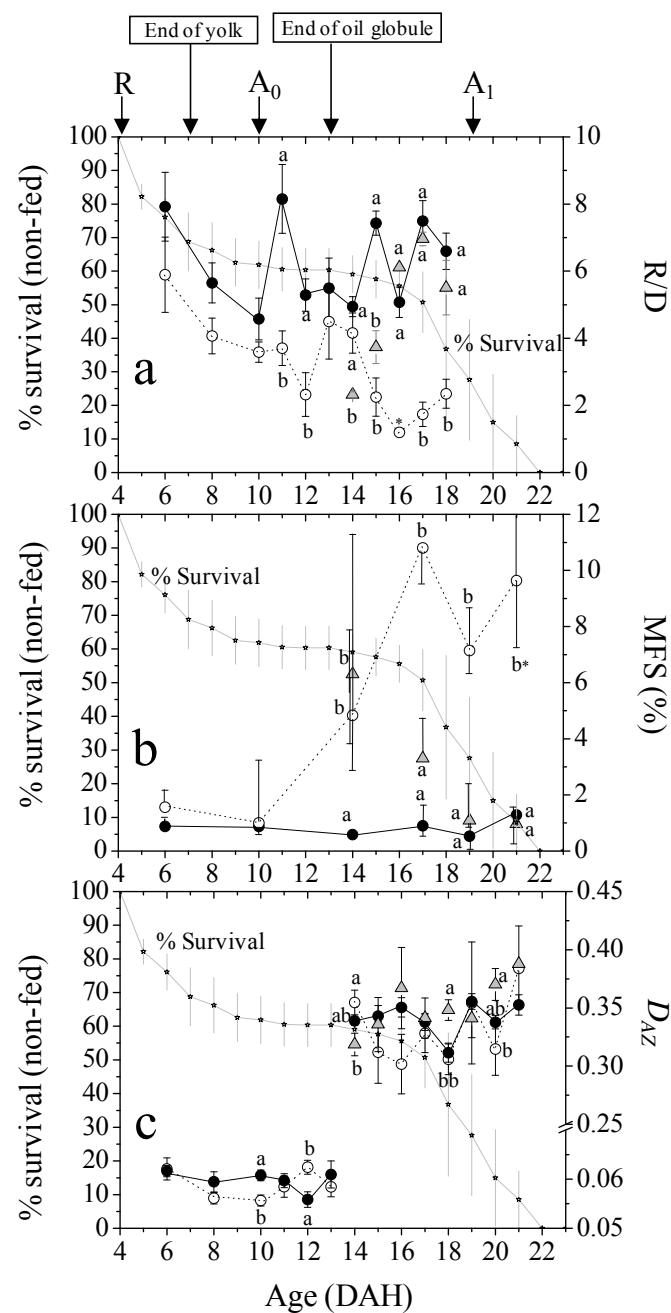 End of yolk
End of oil globule
R
A0
A1
% survival (non-fed)
100
90
80
70
60
50
40
30
20
10
0
a
a
a
a
a
a
a
a
a
a
b
b
b
b
b
*
b
b
% Survival
10
8
6
4
2
0
R/D
4 6 8 10 12 14 16 18 20 22
% survival (non-fed)
100
90
80
70
60
50
40
30
20
10
0
b
% Survival
b
b
b
b
b*
a
a
a
a
a
a
a
12
10
8
6
4
2
0
MFS (%)
4 6 8 10 12 14 16 18 20 22
% survival (non-fed)
100
90
80
70
60
50
40
30
20
10
0
c
% Survival
a
b
b
a
a
ab
b
a
bb
a
ab
b
0.45
0.40
0.35
0.30
0.25
0.06
0.05
DAZ
4 6 8 10 12 14 16 18 20 22
Age (DAH)